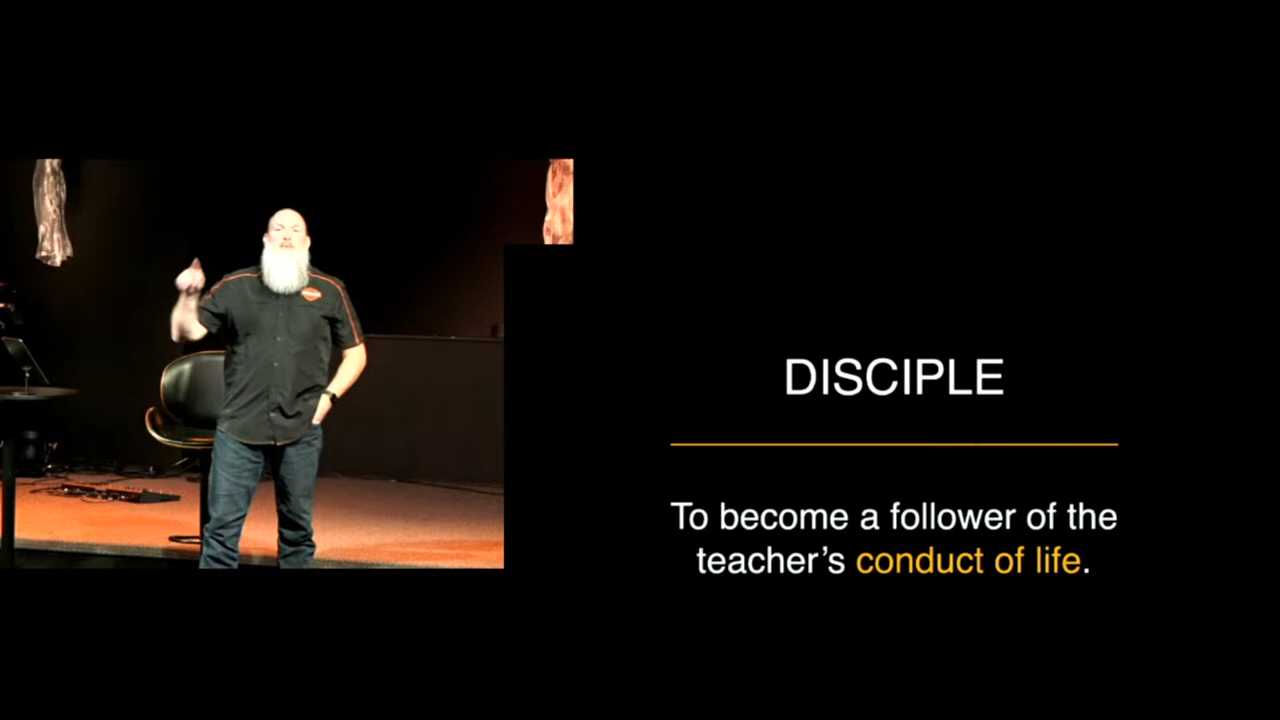 DISCIPLE
To become a follower of the
teacher’s conduct of life.